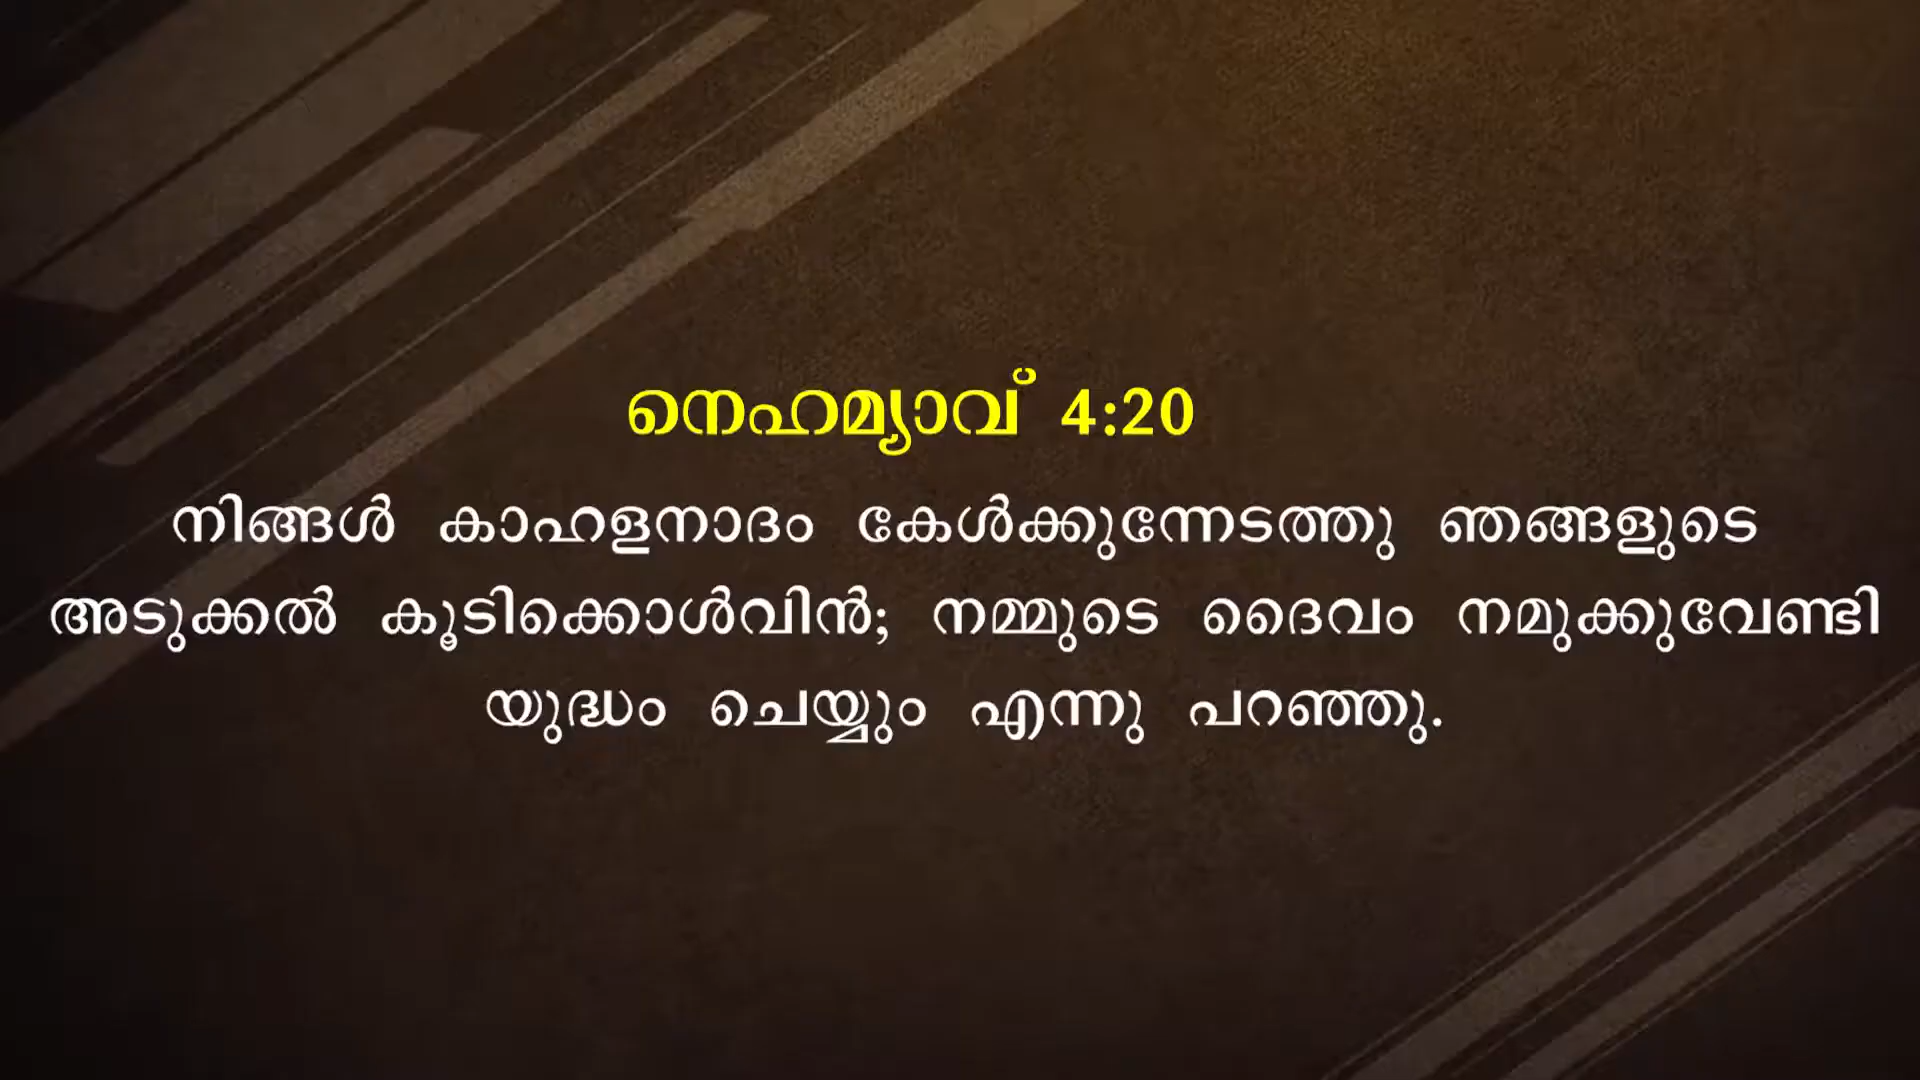 നെഹമ്യാവ് 4:20
നിങ്ങൾ കാഹളനാദം കേൾക്കുന്നേടത്തു ഞങ്ങളുടെ
അടുക്കൽ കൂടിക്കൊൾവിൻ; നമ്മുടെ ദൈവം നമുക്കുവേണ്ടി
യുദ്ധം ചെയ്യും എന്നു പറഞ്ഞു.